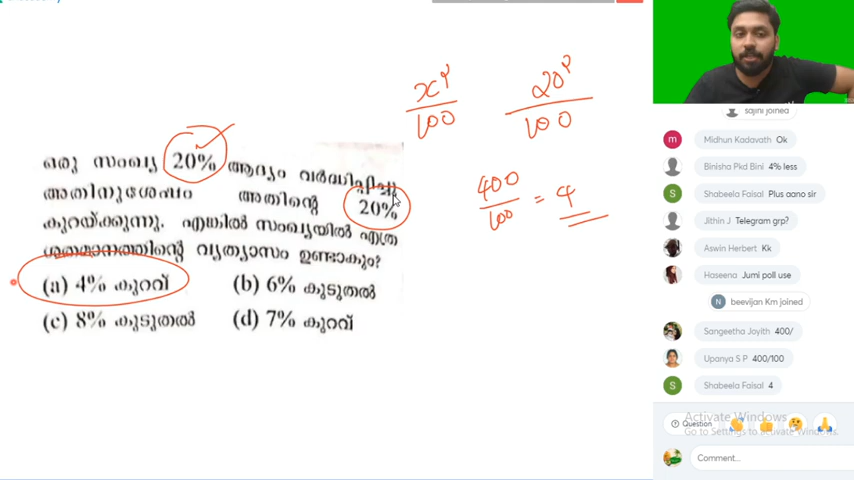 ഒരു സംഖ്യ 20% ആദ്യം വർദ്ധിപ്പിച്ചു
അതിനുശേഷം അതിന്റെ 20%
കുറയ്ക്കുന്നു. എങ്കിൽ സംഖ്യയിൽ എത്ര
ശതമാനത്തിന്റെ വ്യത്യാസം ഉണ്ടാകും?
(a) 4% കുറവ് (b) 6% കൂടുതൽ
(c) 8% കൂടുതൽ (d) 7% കുറവ്
x² 20²
100 100
400
100 = 4
sajini joined
m Midhun Kadavath Ok
Binisha Pkd Bini 4% less
S Shabeela Faisal Plus aano sir
Jithin J Telegram grp?
Aswin Herbert Kk
Haseena Jumi poll use
N beevijan Km joined
Sangeetha Joyith 400/
Upanya S P 400/100
S Shabeela Faisal 4
Activate Windows
Question
Go to Settings to activate Windows.
Comment...